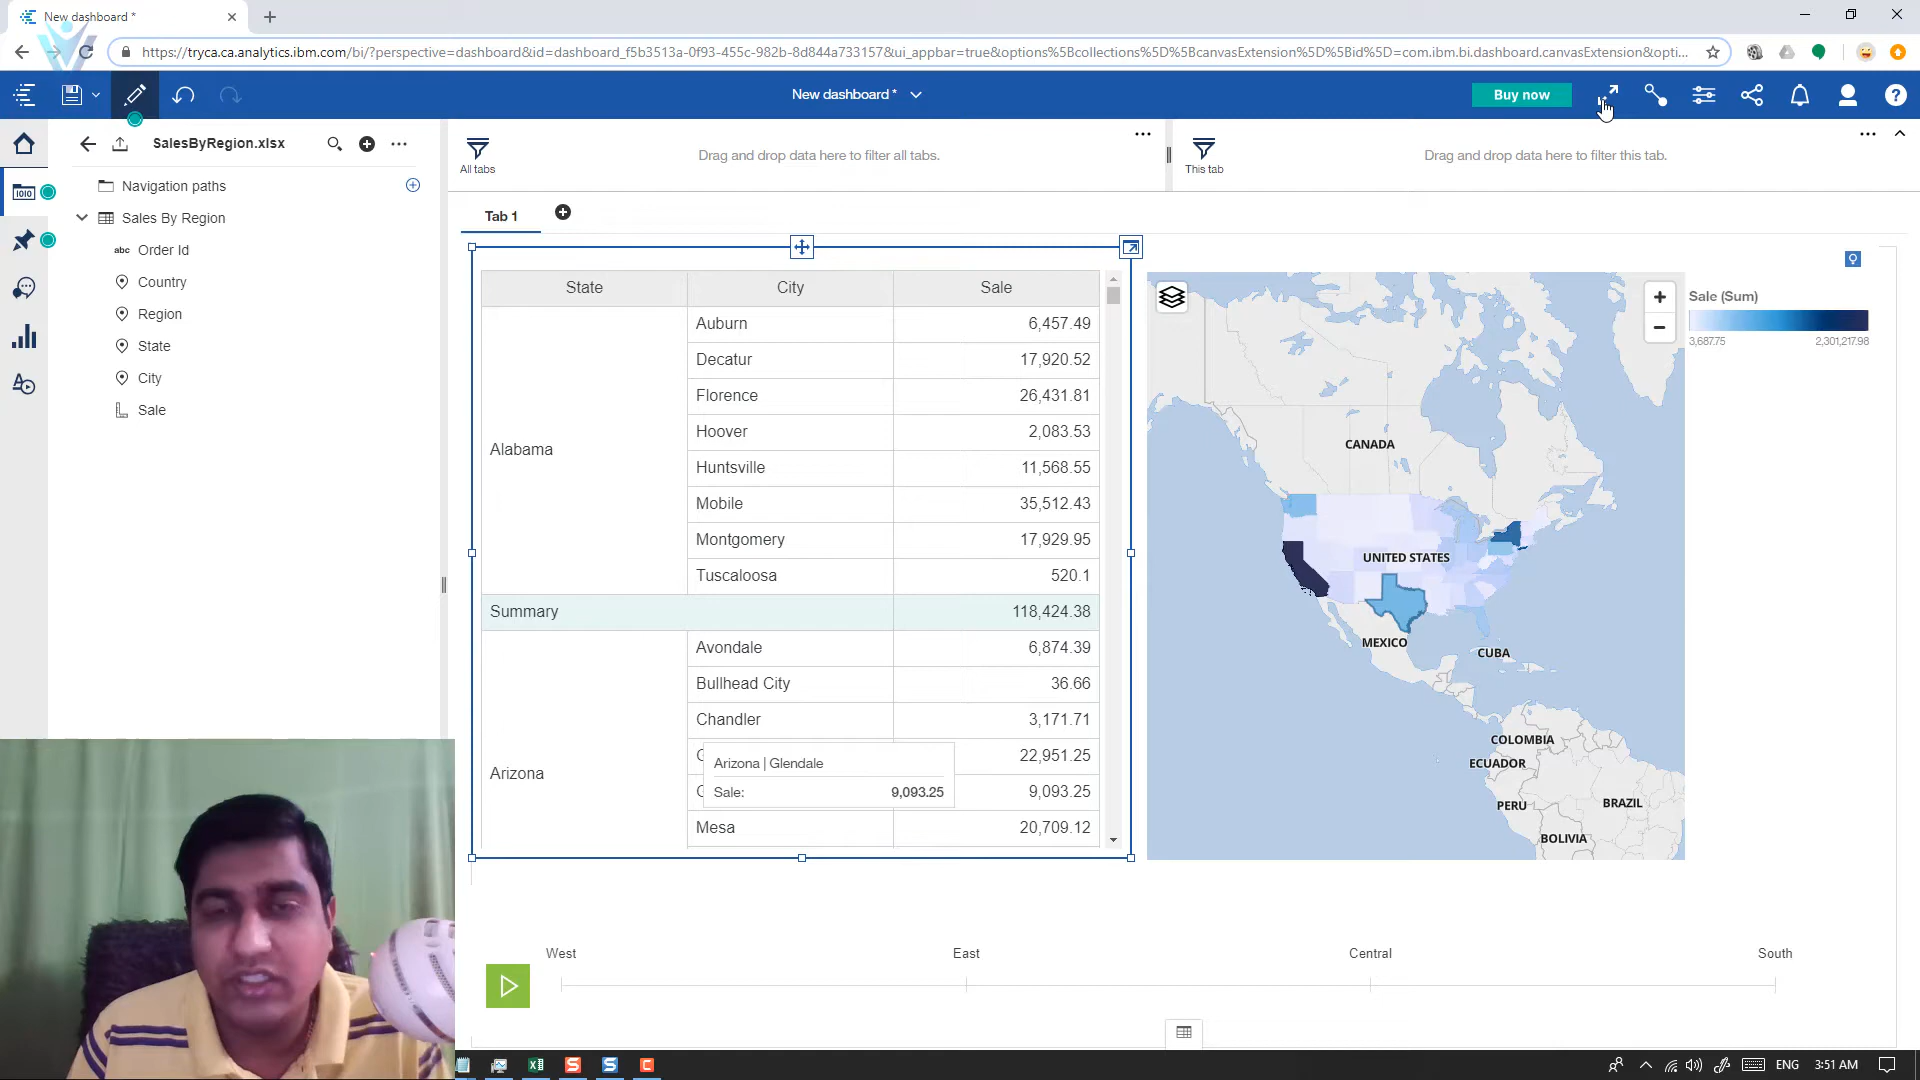 New dashboard *
https://tryca.ca.analytics.ibm.com/bi/?perspective=dashboard&id=dashboard_f5b3513a-0f93-455c-982b-8d844a733157&ui_appbar=true&options%5Bcollections%5D%5BcanvasExtension%5D%5Bid%5D=com.ibm.bi.dashboard.canvasExtension&opti...
New dashboard *
Buy now
SalesByRegion.xlsx
Navigation paths
Sales By Region
abc Order Id
Country
Region
State
City
Sale
All tabs
Drag and drop data here to filter all tabs.
This tab
Drag and drop data here to filter this tab.
Tab 1
State City Sale
Alabama
Auburn 6,457.49
Decatur 17,920.52
Florence 26,431.81
Hoover 2,083.53
Huntsville 11,568.55
Mobile 35,512.43
Montgomery 17,929.95
Tuscaloosa 520.1
Summary 118,424.38
Arizona
Avondale 6,874.39
Bullhead City 36.66
Chandler 3,171.71
22,951.25
9,093.25
Mesa 20,709.12
Arizona | Glendale
Sale: 9,093.25
Sale (Sum)
3,687.75 2,301,217.98
CANADA
UNITED STATES
MEXICO
CUBA
COLOMBIA
ECUADOR
PERU
BRAZIL
BOLIVIA
West East Central South
ENG 3:51 AM